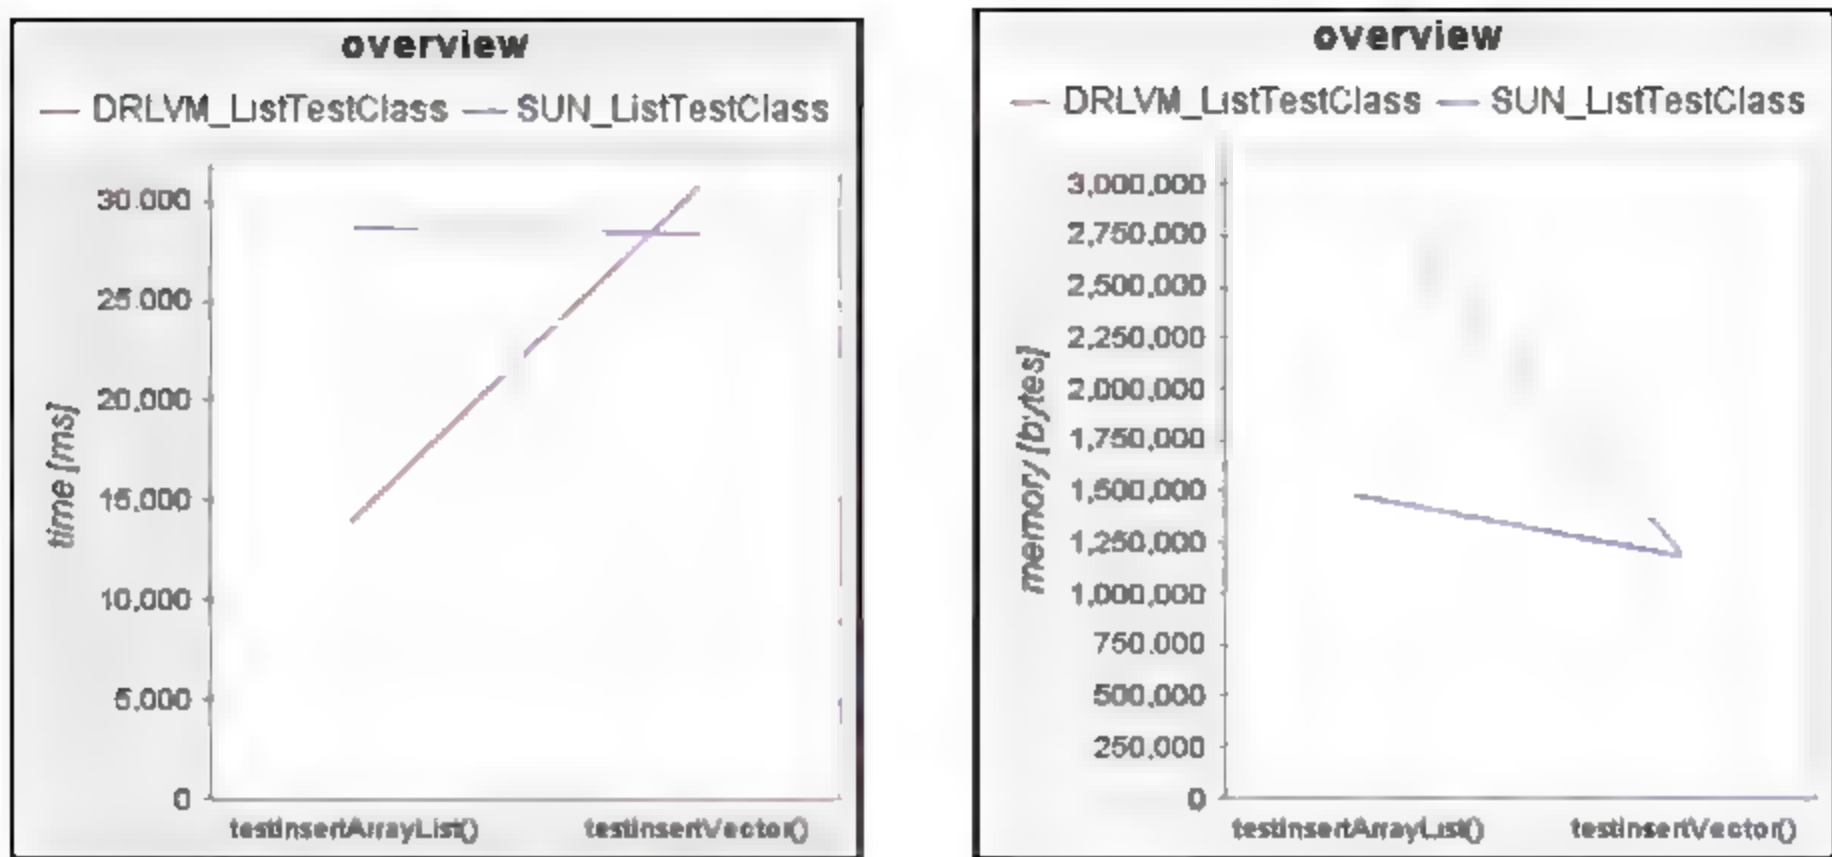 overview
DRLVM_ListTestClass SUN_ListTestClass
30.000
25.000
20,000
15,000
10,000
5,000
0
time [ms]
testInsertArrayList() testInsertVector()
overview
DRLVM_ListTestClass SUN_ListTestClass
3,000,000
2,750,000
2,500,000
2,250,000
2,000,000
1,750,000
1,500,000
1,250,000
1,000,000
750.000
500,000
250,000
0
memory [bytes]
testInsertArrayList() testInsertVector()